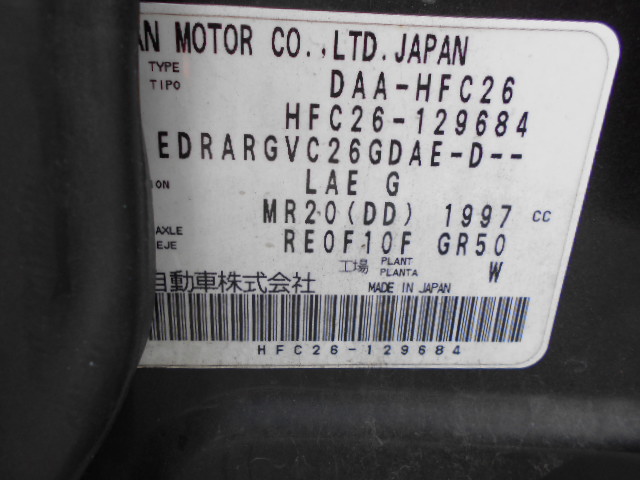 AN MOTOR CO.,LTD.JAPAN
TYPE
TIPO DAA-HFC26
HFC26-129684
EDRARGVC26GDAE-D--
ION LAE G
MR20(DD) 1997 CC
AXLE
EJE RE0F10F GR50
工場 PLANT
PLANTA W
自動車株式会社 MADE IN JAPAN
HFC26-129684